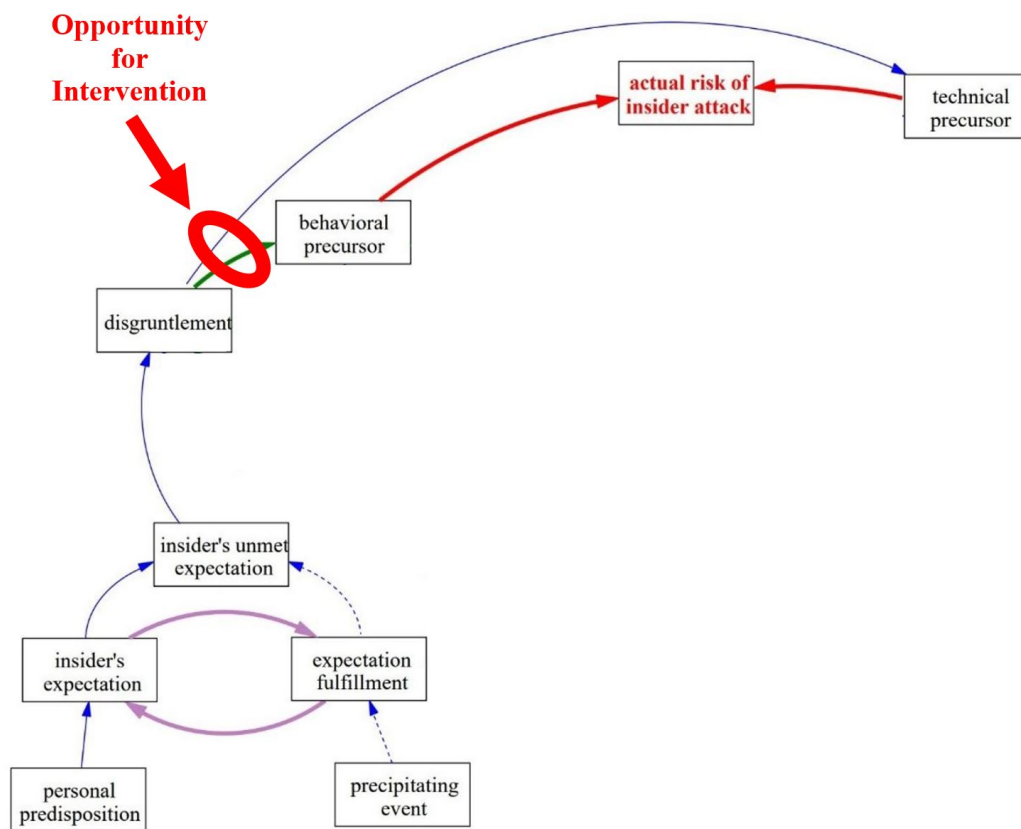 Opportunity
for
Intervention
actual risk of
insider attack
technical
precursor
behavioral
precursor
disgruntlement
insider's unmet
expectation
insider's
expectation
expectation
fulfillment
personal
predisposition
precipitating
event